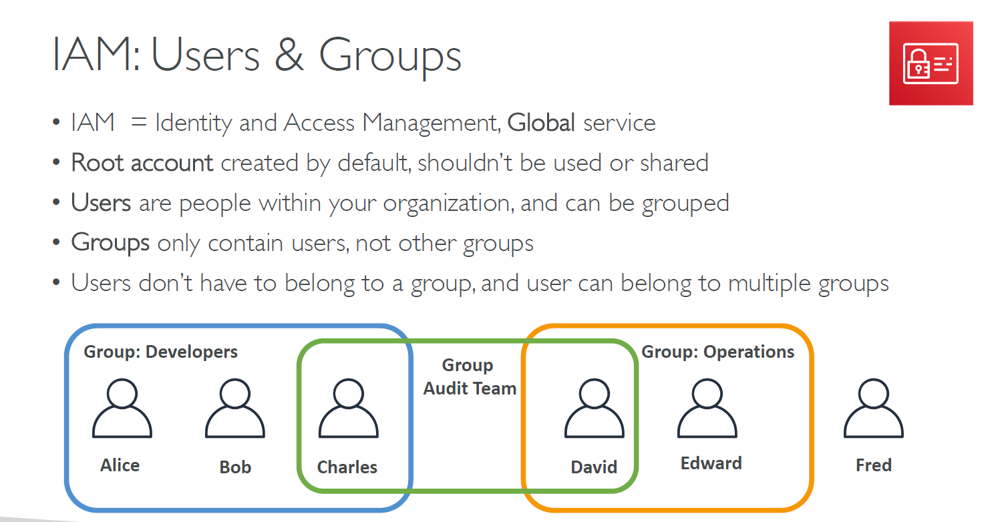 IAM: Users & Groups
• IAM = Identity and Access Management, Global service
• Root account created by default, shouldn't be used or shared
• Users are people within your organization, and can be grouped
• Groups only contain users, not other groups
• Users don't have to belong to a group, and user can belong to multiple groups
Group: Developers
Group
Audit Team
Group: Operations
Alice
Bob
Charles
David
Edward
Fred